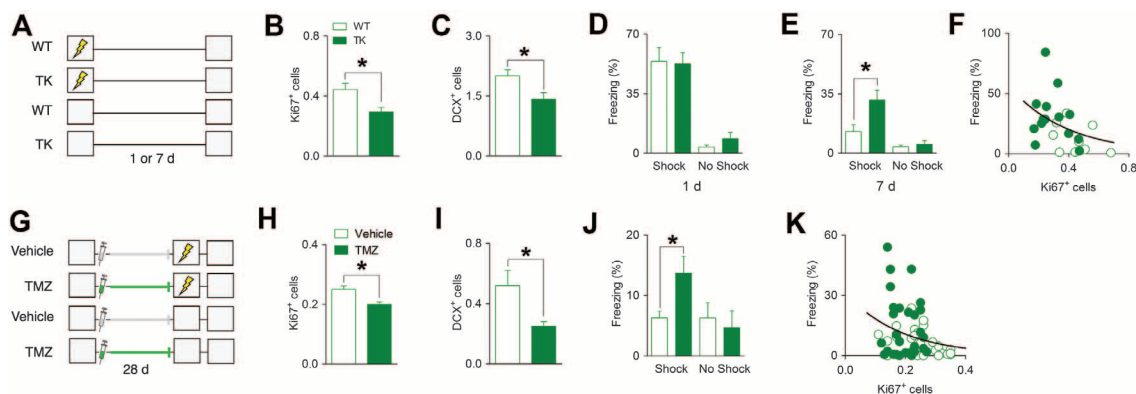 A
WT
TK
WT
TK
1 or 7 d
B
WT
TK
Ki67+ cells
0.8
0.4
0.0
*
C
DCX+ cells
3.0
1.5
0.0
*
D
Freezing (%)
70
35
0
Shock
No Shock
1 d
E
Freezing (%)
70
35
0
*
Shock
No Shock
7 d
F
Freezing (%)
100
50
0
0.0
0.4
0.8
Ki67+ cells
G
Vehicle
TMZ
Vehicle
TMZ
28 d
H
Vehicle
TMZ
Ki67+ cells
0.4
0.2
0.0
*
I
DCX+ cells
0.8
0.4
0.0
*
J
Freezing (%)
20
10
0
*
Shock
No Shock
K
Freezing (%)
60
30
0
0.0
0.2
0.4
Ki67+ cells